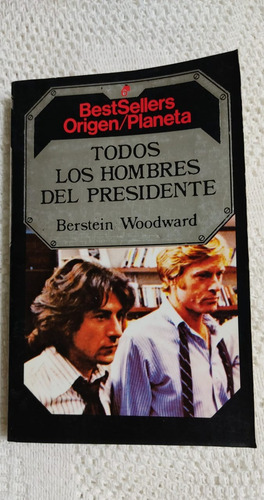 BestSellers
Origen/Planeta
TODOS
LOS HOMBRES
DEL PRESIDENTE
Berstein Woodward